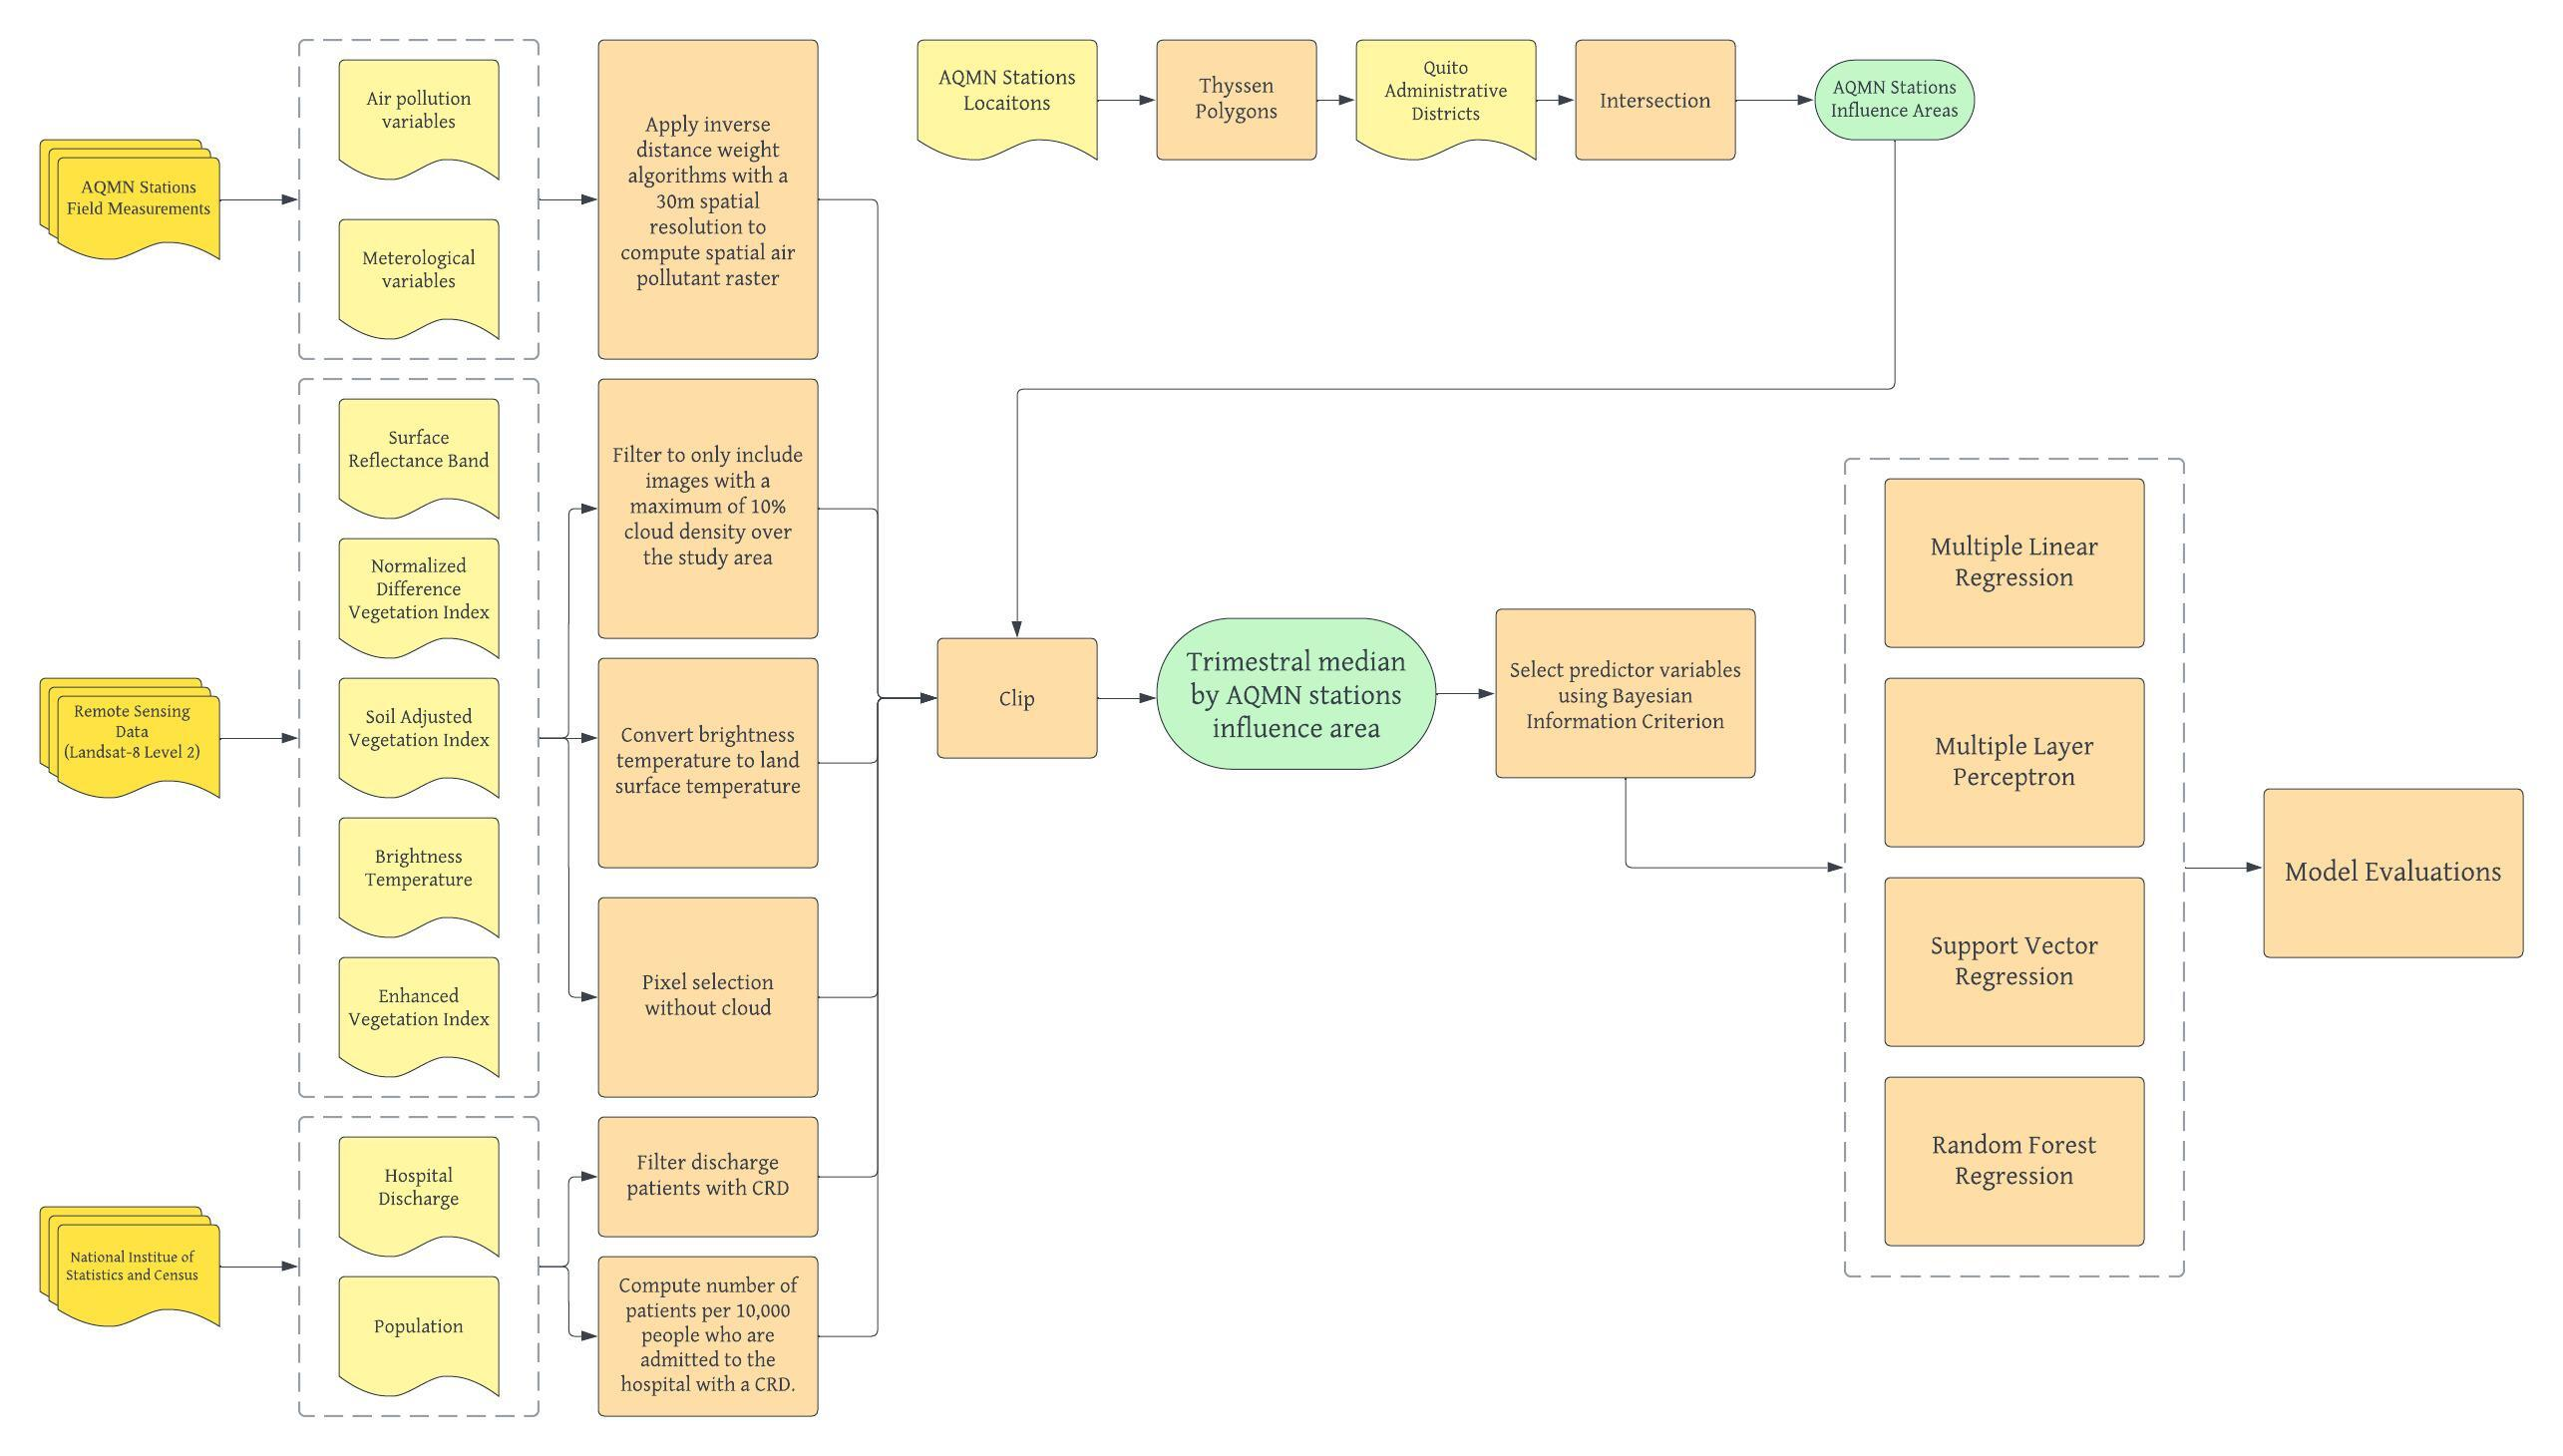 AQMN Stations
Field Measurements
Air pollution
variables
Meterological
variables
Apply inverse
distance weight
algorithms with a
30m spatial
resolution to
compute spatial air
pollutant raster
AQMN Stations
Locaitons
Thyssen
Polygons
Quito
Administrative
Districts
Intersection
AQMN Stations
Influence Areas
Remote Sensing
Data
(Landsat-8 Level 2)
Surface
Reflectance Band
Normalized
Difference
Vegetation Index
Soil Adjusted
Vegetation Index
Brightness
Temperature
Enhanced
Vegetation Index
Filter to only include
images with a
maximum of 10%
cloud density over
the study area
Convert brightness
temperature to land
surface temperature
Pixel selection
without cloud
National Institue of
Statistics and Census
Hospital
Discharge
Population
Filter discharge
patients with CRD
Compute number of
patients per 10,000
people who are
admitted to the
hospital with a CRD.
Clip
Trimestral median
by AQMN stations
influence area
Select predictor variables
using Bayesian
Information Criterion
Multiple Linear
Regression
Multiple Layer
Perceptron
Support Vector
Regression
Random Forest
Regression
Model Evaluations